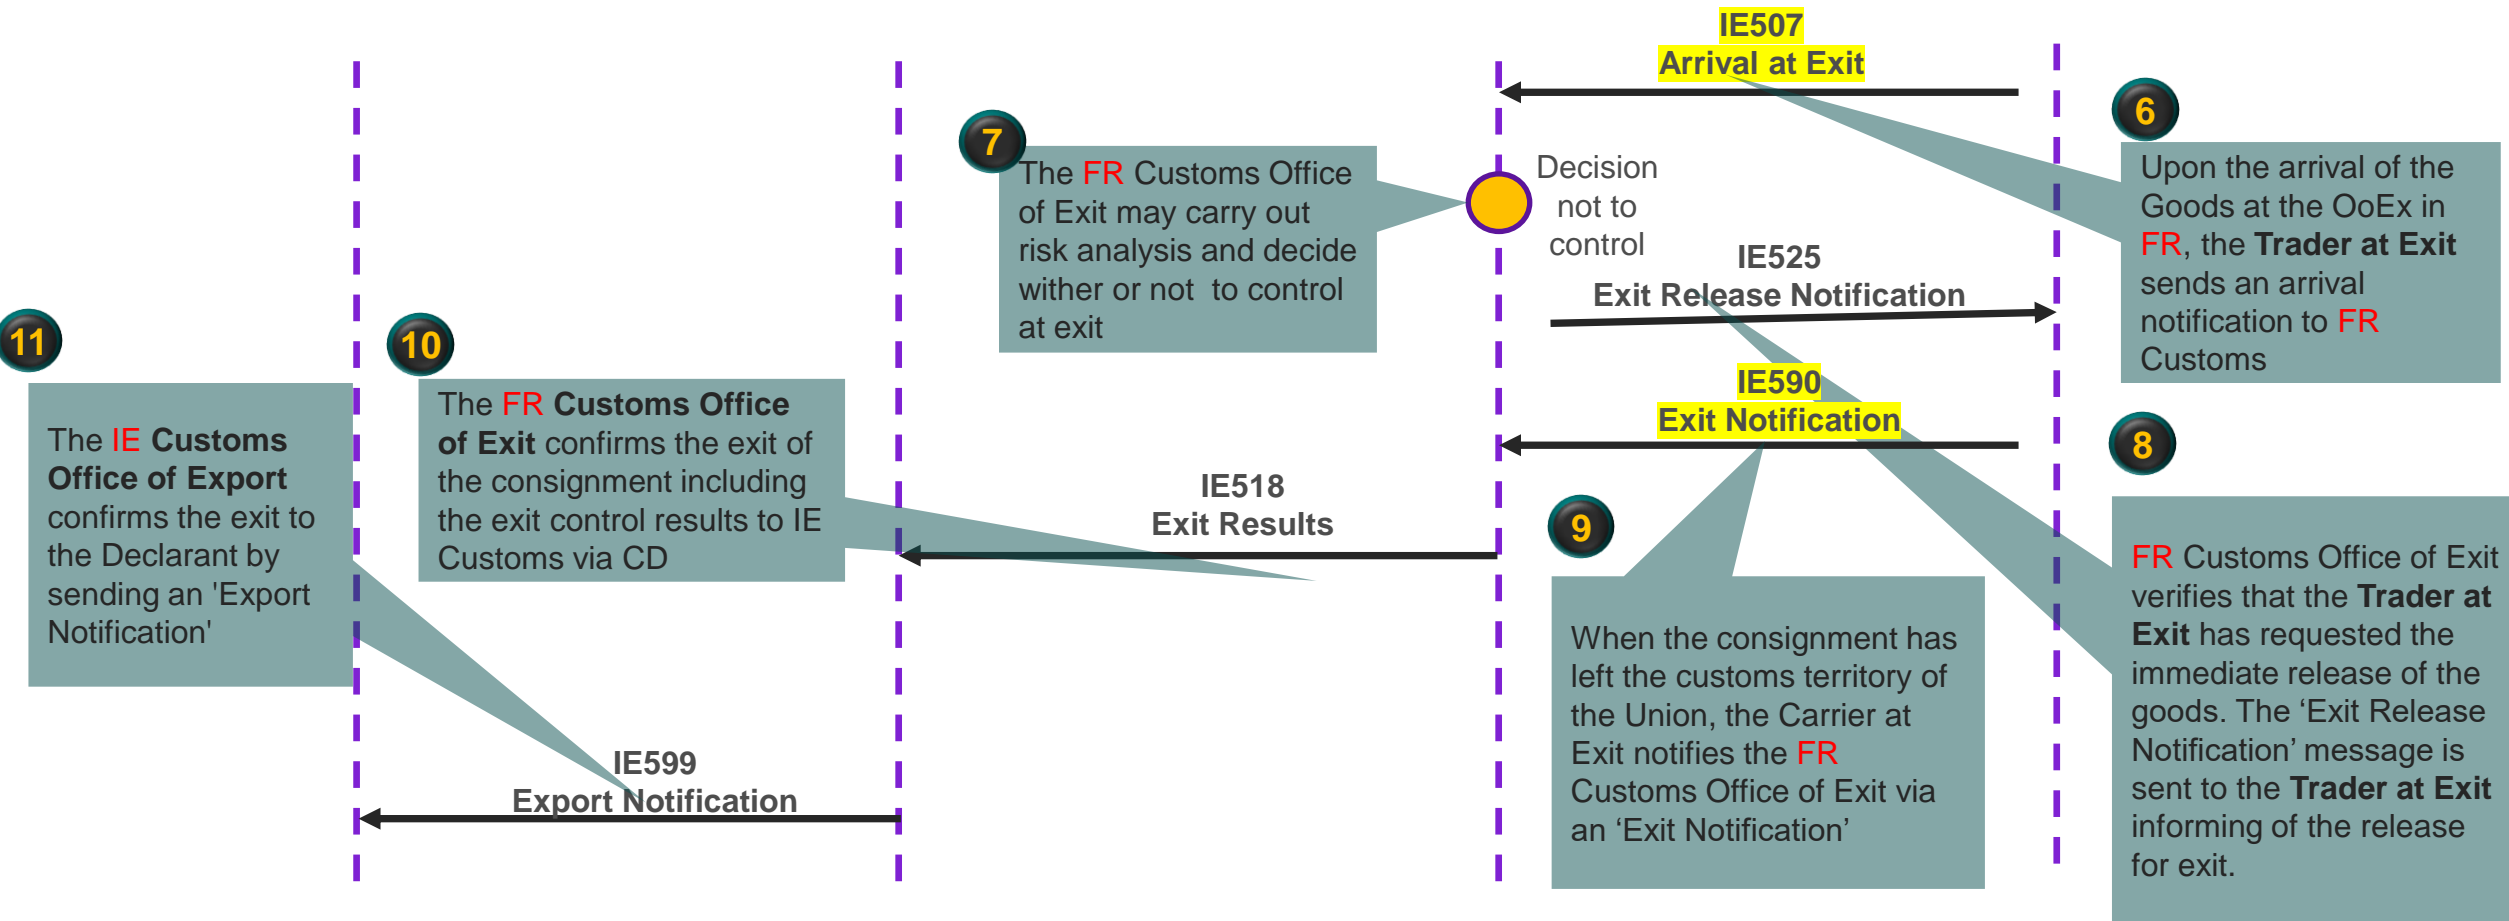 IE507
Arrival at Exit
6
Upon the arrival of the
Goods at the OoEx in
FR, the Trader at Exit
sends an arrival
notification to FR
Customs
7
The FR Customs Office
of Exit may carry out
risk analysis and decide
wither or not to control
at exit
Decision
not to
control
IE525
Exit Release Notification
8
FR Customs Office of Exit
verifies that the Trader at
Exit has requested the
immediate release of the
goods. The ‘Exit Release
Notification’ message is
sent to the Trader at Exit
informing of the release
for exit.
IE590
Exit Notification
9
When the consignment has
left the customs territory of
the Union, the Carrier at
Exit notifies the FR
Customs Office of Exit via
an ‘Exit Notification’
10
The FR Customs Office
of Exit confirms the exit of
the consignment including
the exit control results to IE
Customs via CD
IE518
Exit Results
11
The IE Customs
Office of Export
confirms the exit to
the Declarant by
sending an 'Export
Notification'
IE599
Export Notification